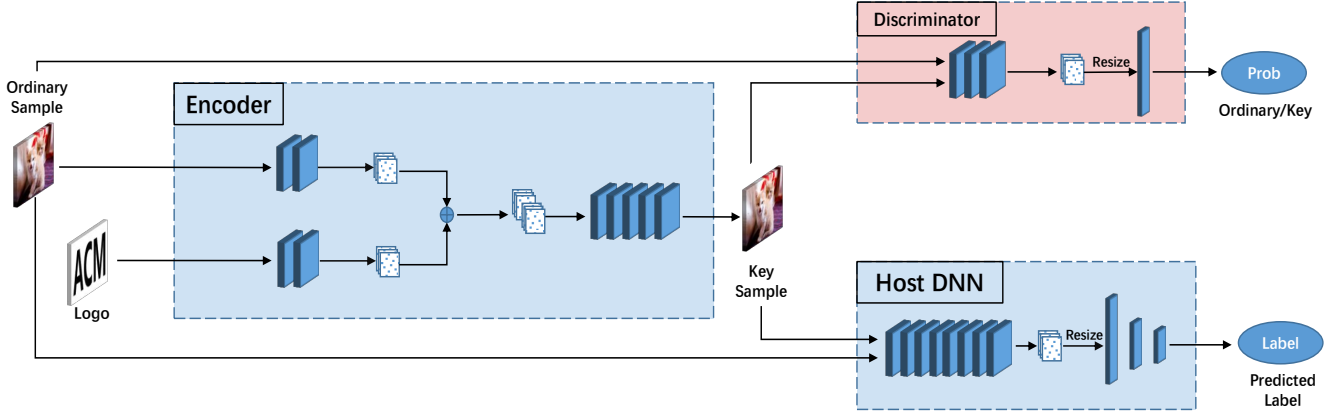 Discriminator
Resize
Prob
Ordinary/Key
Ordinary
Sample
Encoder
ACM
Logo
Key
Sample
Host DNN
Resize
Label
Predicted
Label